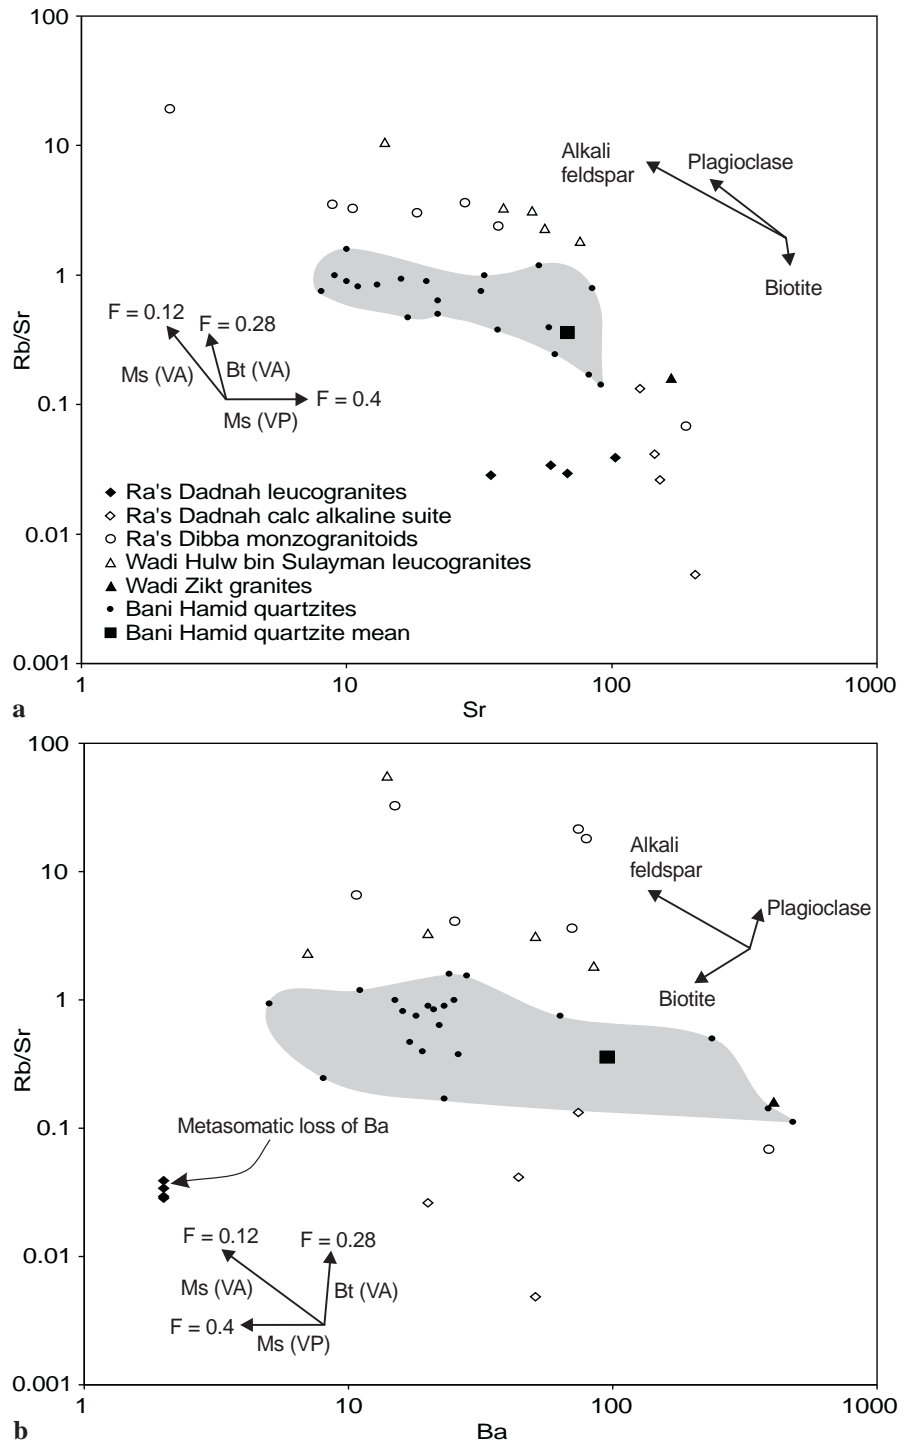 100
10
1
0.1
0.01
0.001
Rb/Sr
Alkali
feldspar
Plagioclase
Biotite
F = 0.12
F = 0.28
Ms (VA)
Bt (VA)
F = 0.4
Ms (VP)
Ra's Dadnah leucogranites
Ra's Dadnah calc alkaline suite
Ra's Dibba monzogranitoids
Wadi Hulw bin Sulayman leucogranites
Wadi Zikt granites
Bani Hamid quartzites
Bani Hamid quartzite mean
1
10
100
1000
Sr
a
100
10
1
0.1
0.01
0.001
Rb/Sr
Alkali
feldspar
Plagioclase
Biotite
Metasomatic loss of Ba
F = 0.12
F = 0.28
Ms (VA)
Bt (VA)
F = 0.4
Ms (VP)
1
10
100
1000
Ba
b